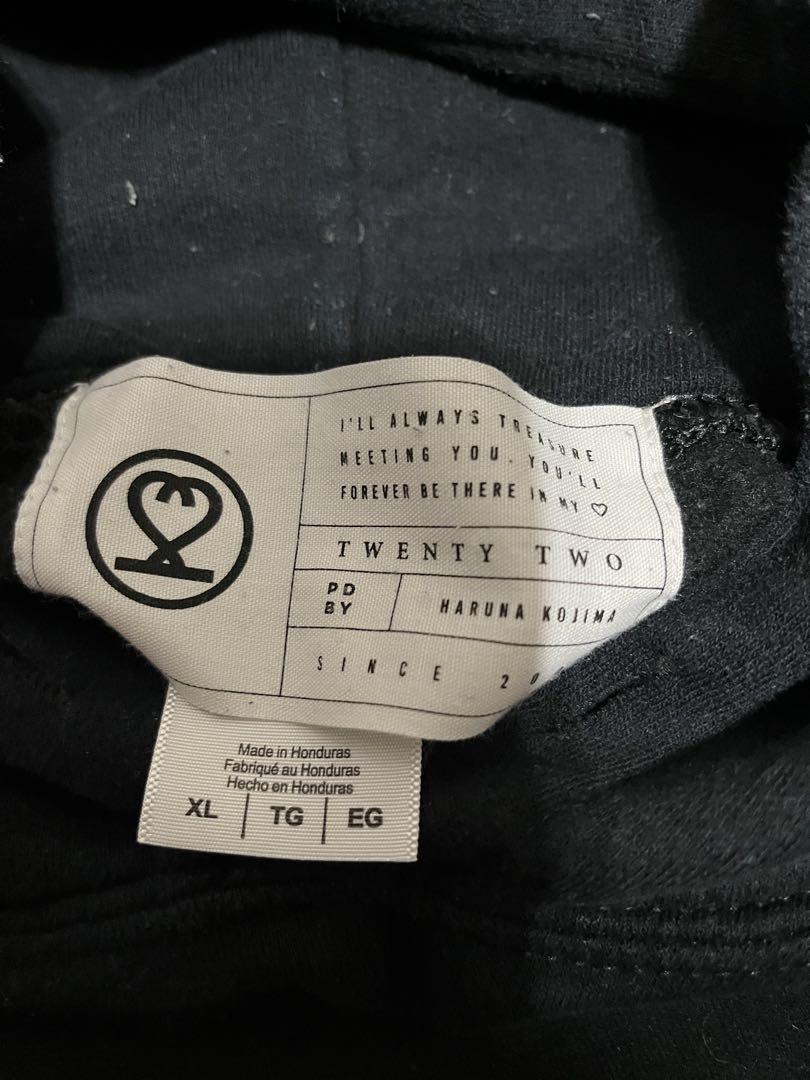 I'LL ALWAYS TREASURE
MEETING YOU. YOU'LL
FOREVER BE THERE IN MY ♡
TWENTY TWO
PD
BY
HARUNA KOJIMA
SINCE
Made in Honduras
Fabriqué au Honduras
Hecho en Honduras
XL | TG | EG